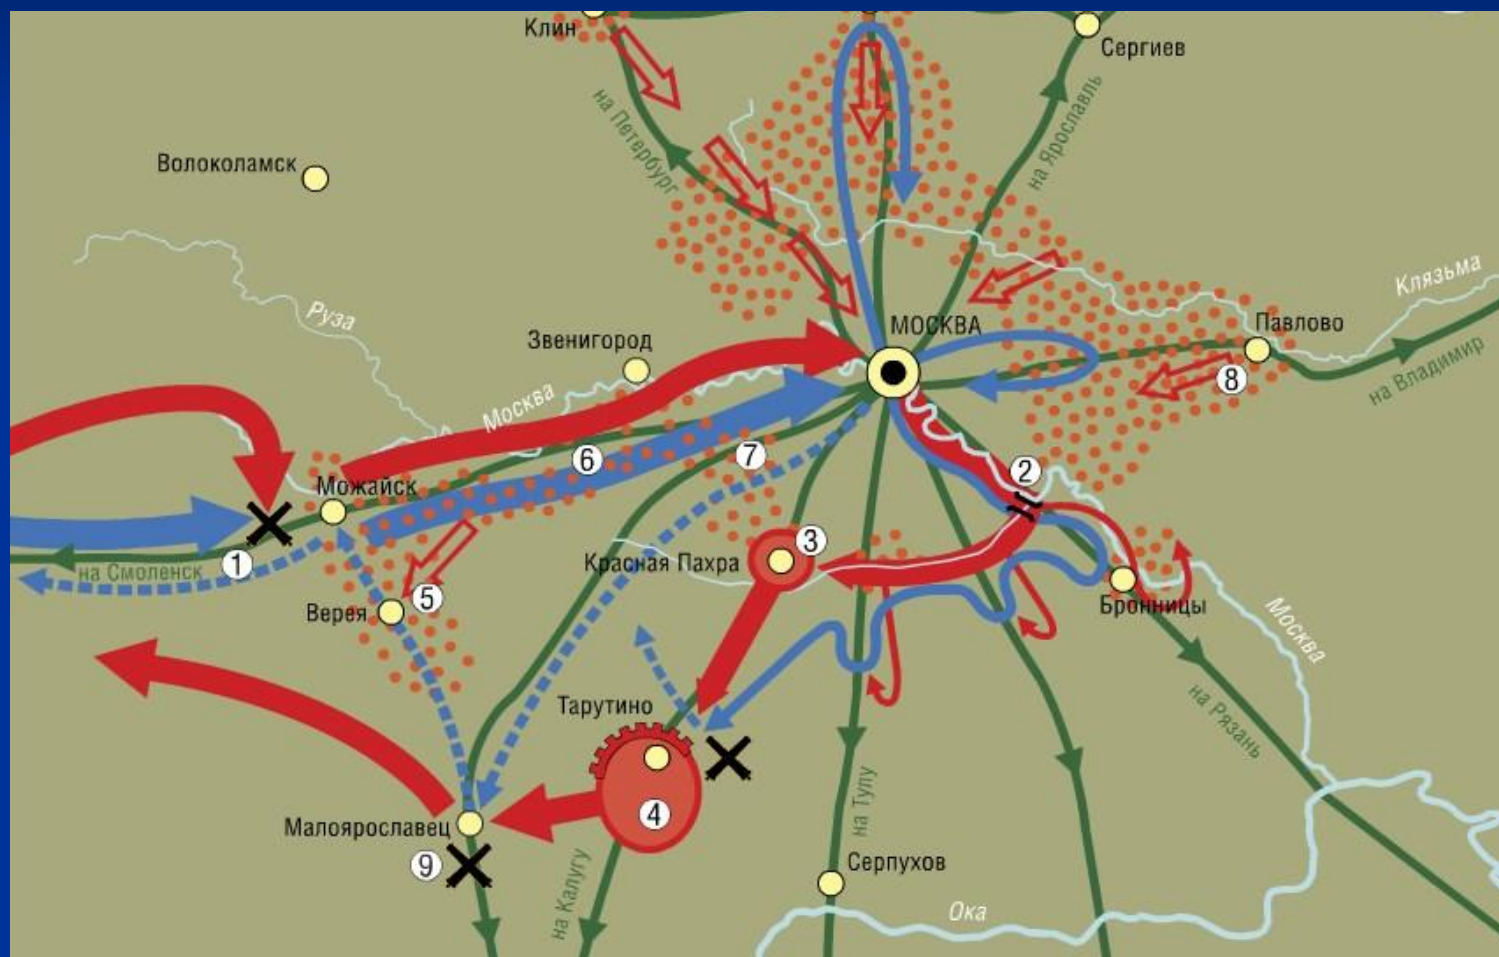 Клин
Сергиев
на Петербург
на Ярославль
Волоколамск
Клязьма
Руза
МОСКВА
Павлово
Звенигород
на Владимир
8
Москва
6
7
2
Можайск
1
на Смоленск
3
Красная Пахра
5
Верея
Бронницы
Москва
Тарутино
на Рязань
4
на Тулу
Малоярославец
9
на Калугу
Серпухов
Ока